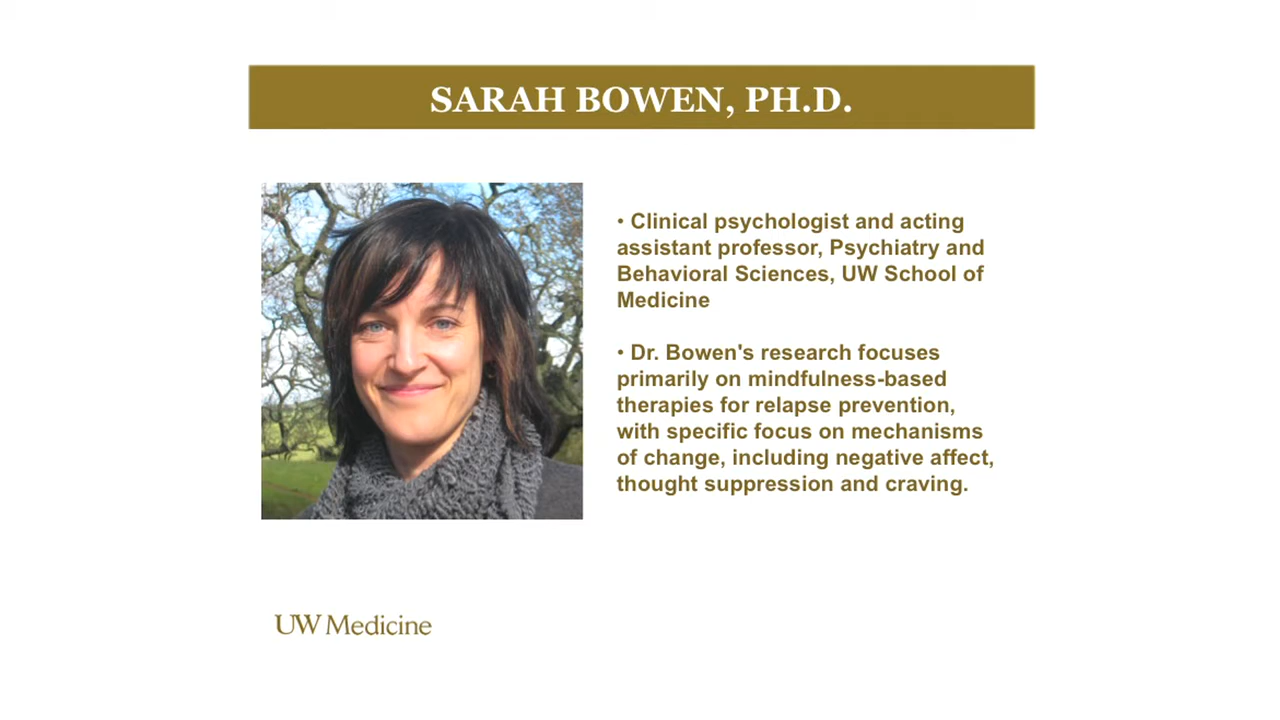 SARAH BOWEN, PH.D.
• Clinical psychologist and acting
assistant professor, Psychiatry and
Behavioral Sciences, UW School of
Medicine
• Dr. Bowen's research focuses
primarily on mindfulness-based
therapies for relapse prevention,
with specific focus on mechanisms
of change, including negative affect,
thought suppression and craving.
UW Medicine